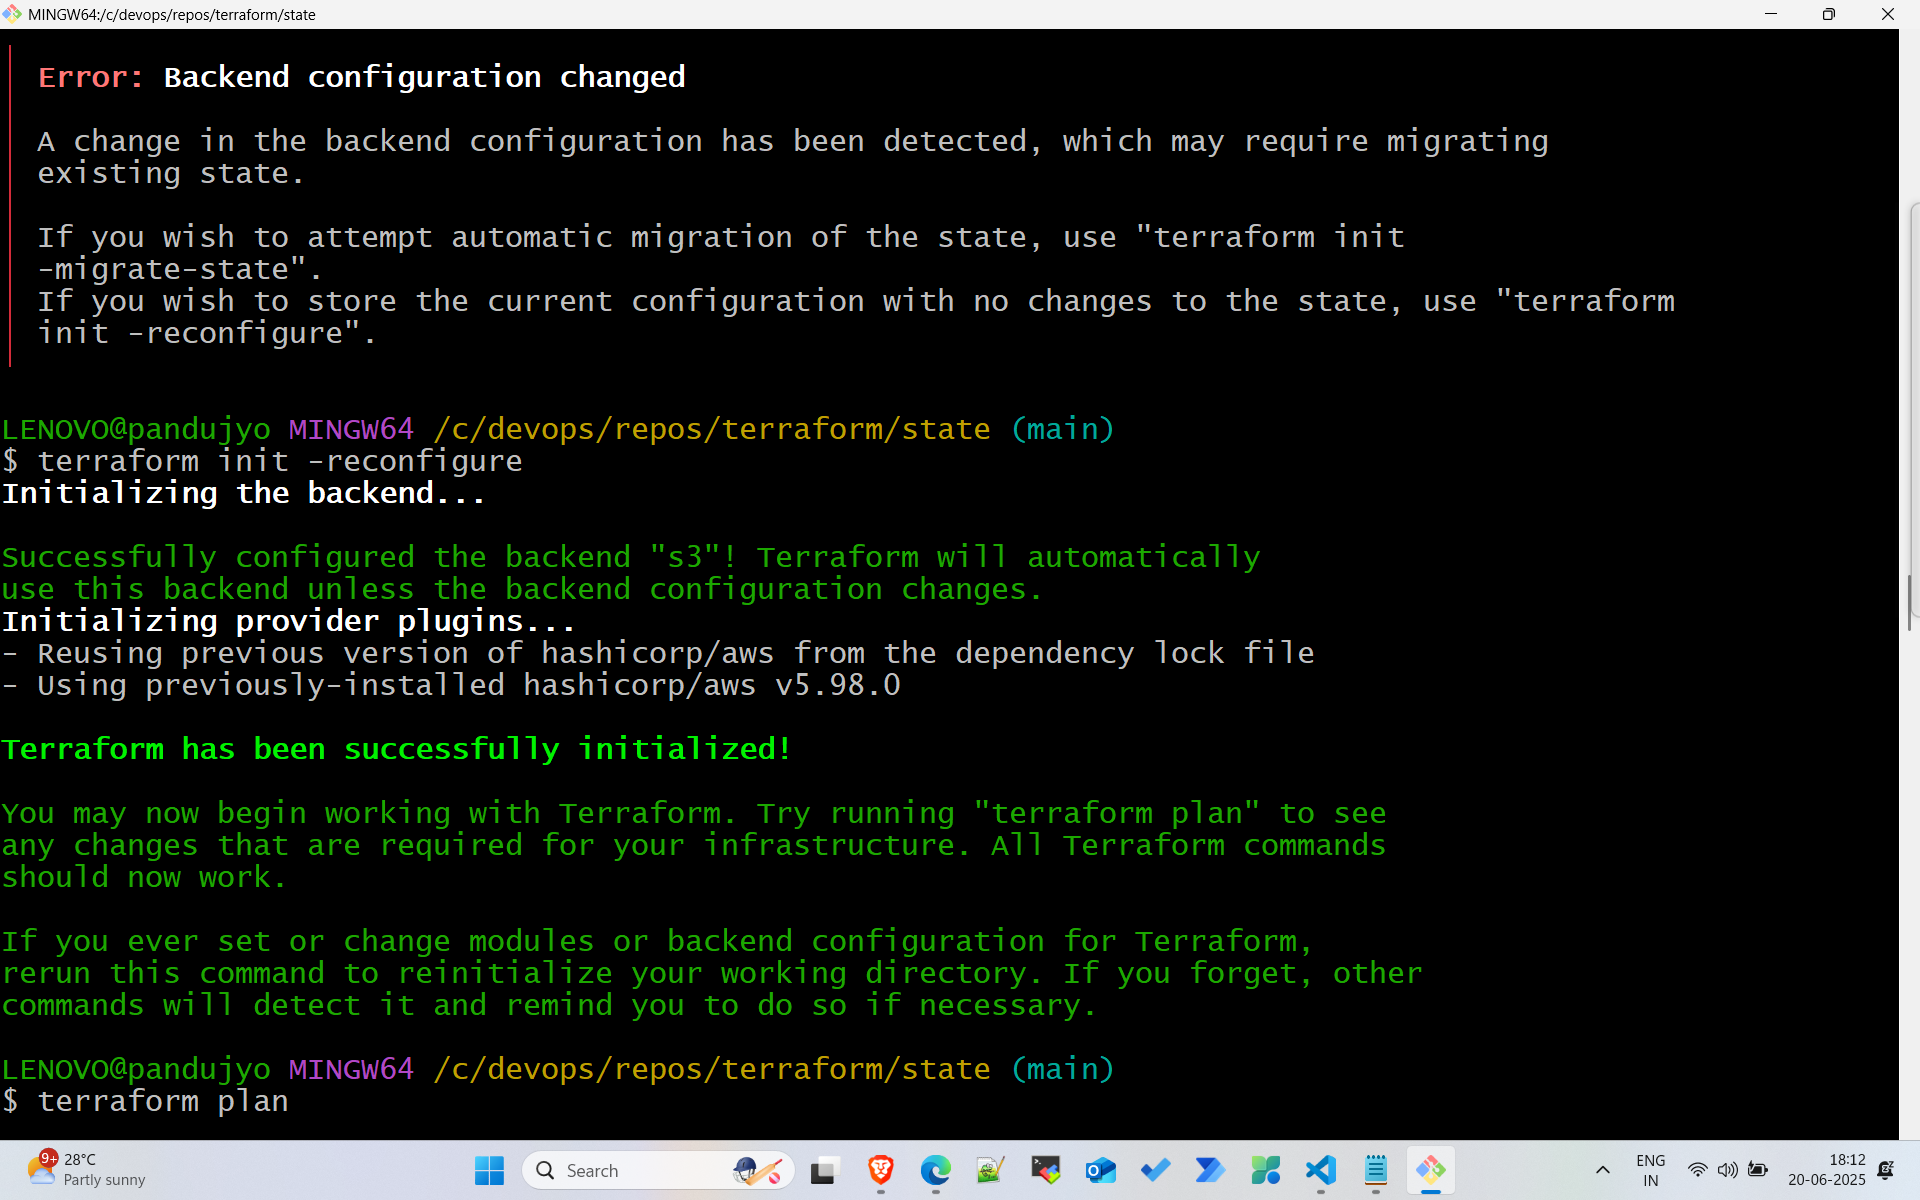 MINGW64:/c/devops/repos/terraform/state
Error: Backend configuration changed
A change in the backend configuration has been detected, which may require migrating
existing state.
If you wish to attempt automatic migration of the state, use "terraform init
-migrate-state".
If you wish to store the current configuration with no changes to the state, use "terraform
init -reconfigure".
LENOVO@pandujyo MINGW64 /c/devops/repos/terraform/state (main)
$ terraform init -reconfigure
Initializing the backend...
Successfully configured the backend "s3"! Terraform will automatically
use this backend unless the backend configuration changes.
Initializing provider plugins...
- Reusing previous version of hashicorp/aws from the dependency lock file
- Using previously-installed hashicorp/aws v5.98.0
Terraform has been successfully initialized!
You may now begin working with Terraform. Try running "terraform plan" to see
any changes that are required for your infrastructure. All Terraform commands
should now work.
If you ever set or change modules or backend configuration for Terraform,
rerun this command to reinitialize your working directory. If you forget, other
commands will detect it and remind you to do so if necessary.
LENOVO@pandujyo MINGW64 /c/devops/repos/terraform/state (main)
$ terraform plan
9+
28°C
Partly sunny
Search
ENG
IN
18:12
20-06-2025